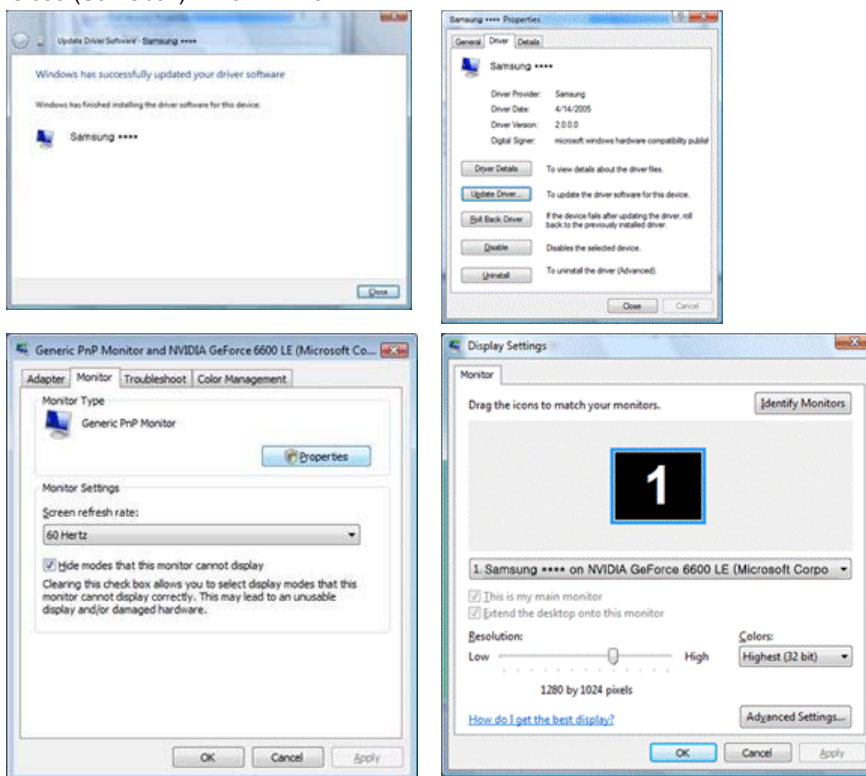 Update Driver Software - Samsung ****
Windows has successfully updated your driver software
Windows has finished installing the driver software for this device:
Samsung ****
Close
Samsung **** Properties
General Driver Details
Samsung ****
Driver Provider: Samsung
Driver Date: 4/14/2005
Driver Version: 2.0.0.0
Digital Signer: microsoft windows hardware compatibility publisl
Driver Details To view details about the driver files.
Update Driver... To update the driver software for this device.
Roll Back Driver If the device fails after updating the driver, roll
back to the previously installed driver.
Disable Disables the selected device.
Uninstall To uninstall the driver (Advanced).
Close Cancel
Generic PnP Monitor and NVIDIA GeForce 6600 LE (Microsoft Co...
Adapter Monitor Troubleshoot Color Management
Monitor Type
Generic PnP Monitor
Properties
Monitor Settings
Screen refresh rate:
60 Hertz
Hide modes that this monitor cannot display
Clearing this check box allows you to select display modes that this
monitor cannot display correctly. This may lead to an unusable
display and/or damaged hardware.
OK Cancel Apply
Display Settings
Monitor
Drag the icons to match your monitors.
Identify Monitors
1
1. Samsung **** on NVIDIA GeForce 6600 LE (Microsoft Corpo
This is my main monitor
Extend the desktop onto this monitor
Resolution: Colors:
Low High Highest (32 bit)
1280 by 1024 pixels
How do I get the best display? Advanced Settings...
OK Cancel Apply